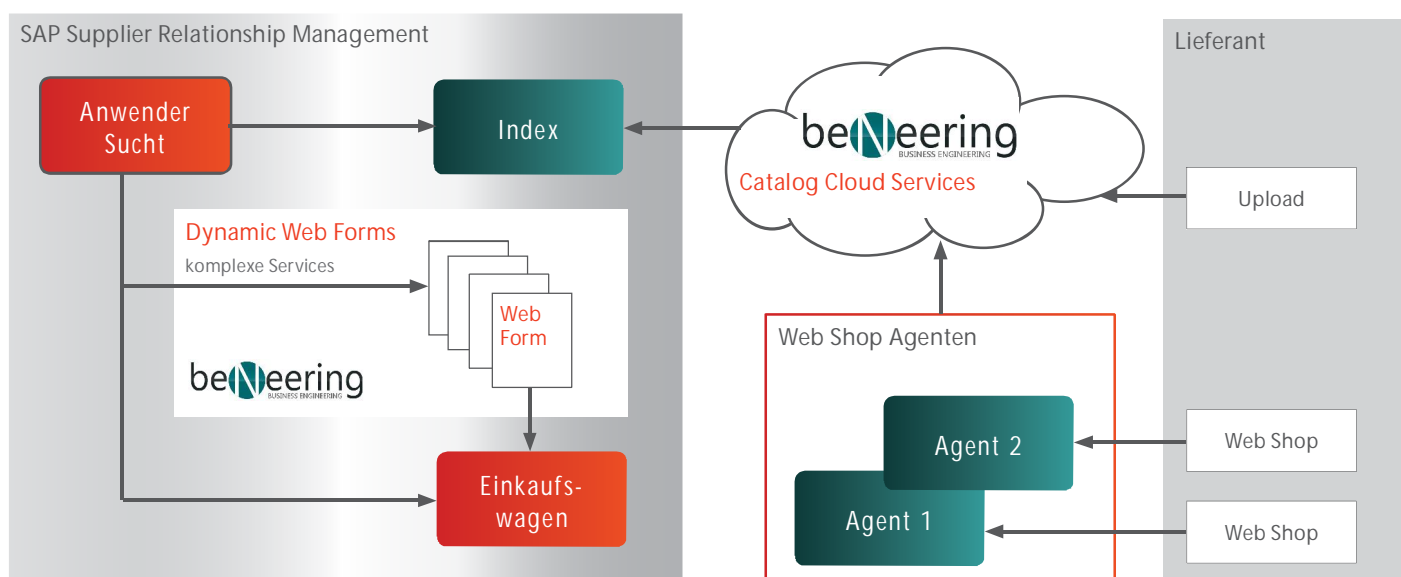 SAP Supplier Relationship Management
Anwender
Sucht
Index
Dynamic Web Forms
komplexe Services
Web
Form
beNeering
BUSINESS ENGINEERING
Einkaufs-
wagen
beNeering
BUSINESS ENGINEERING
Catalog Cloud Services
Web Shop Agenten
Agent 2
Agent 1
Lieferant
Upload
Web Shop
Web Shop